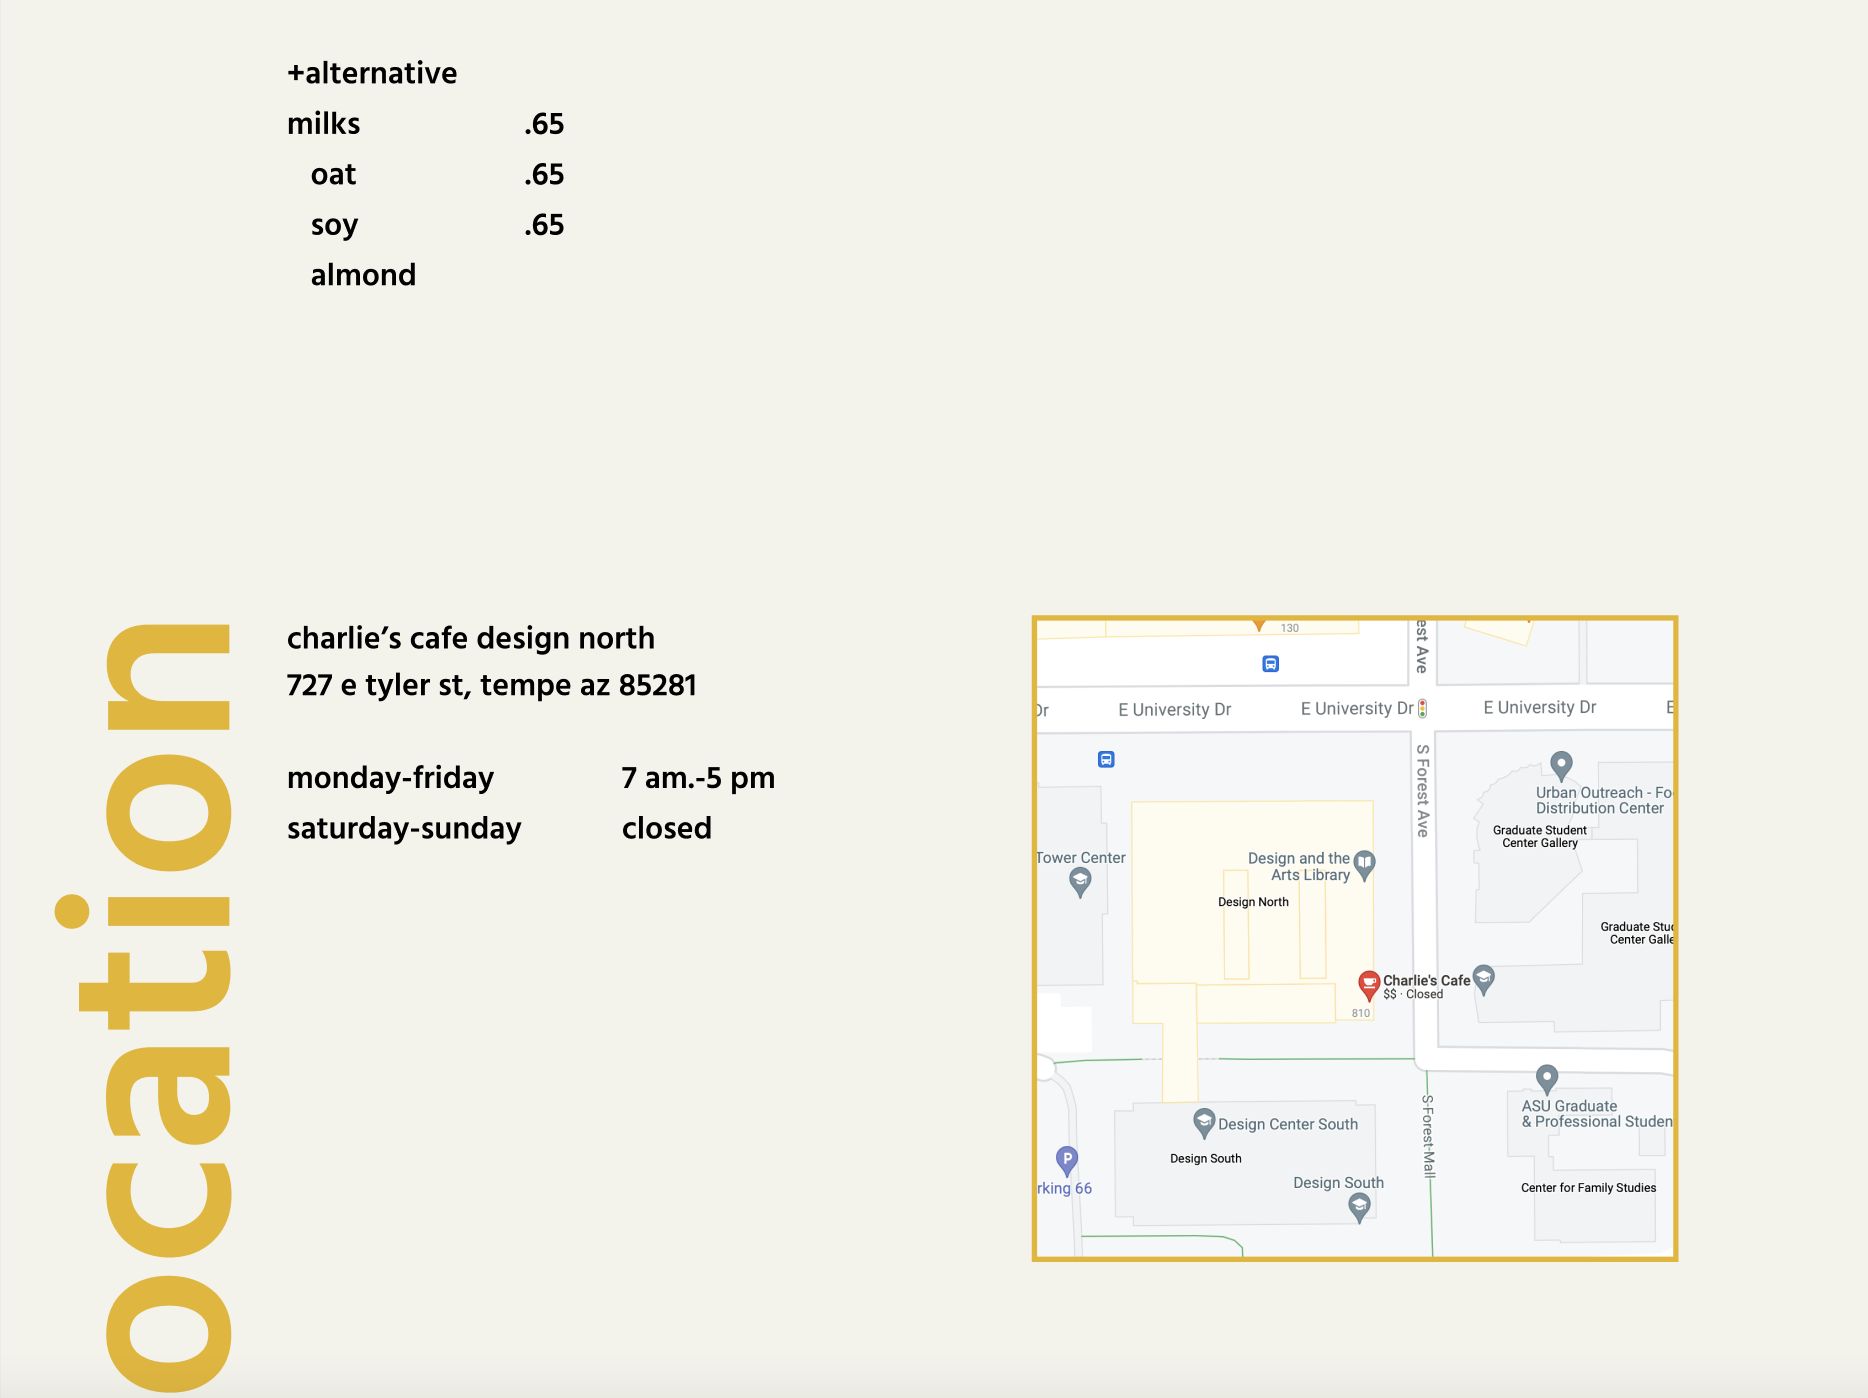 +alternative
milks .65
oat .65
soy .65
almond
ocation
charlie’s cafe design north
727 e tyler st, tempe az 85281
monday-friday 7 am.-5 pm
saturday-sunday closed
130
est Ave
Dr E University Dr E University Dr E University Dr E
S Forest Ave
Urban Outreach - Fo
Distribution Center
Graduate Student
Center Gallery
Tower Center
Design and the
Arts Library
Design North
Graduate Stud
Center Galle
Charlie's Cafe
$$ · Closed
810
ASU Graduate
& Professional Studen
S Forest Mall
Design Center South
Design South
P
rking 66
Design South
Center for Family Studies